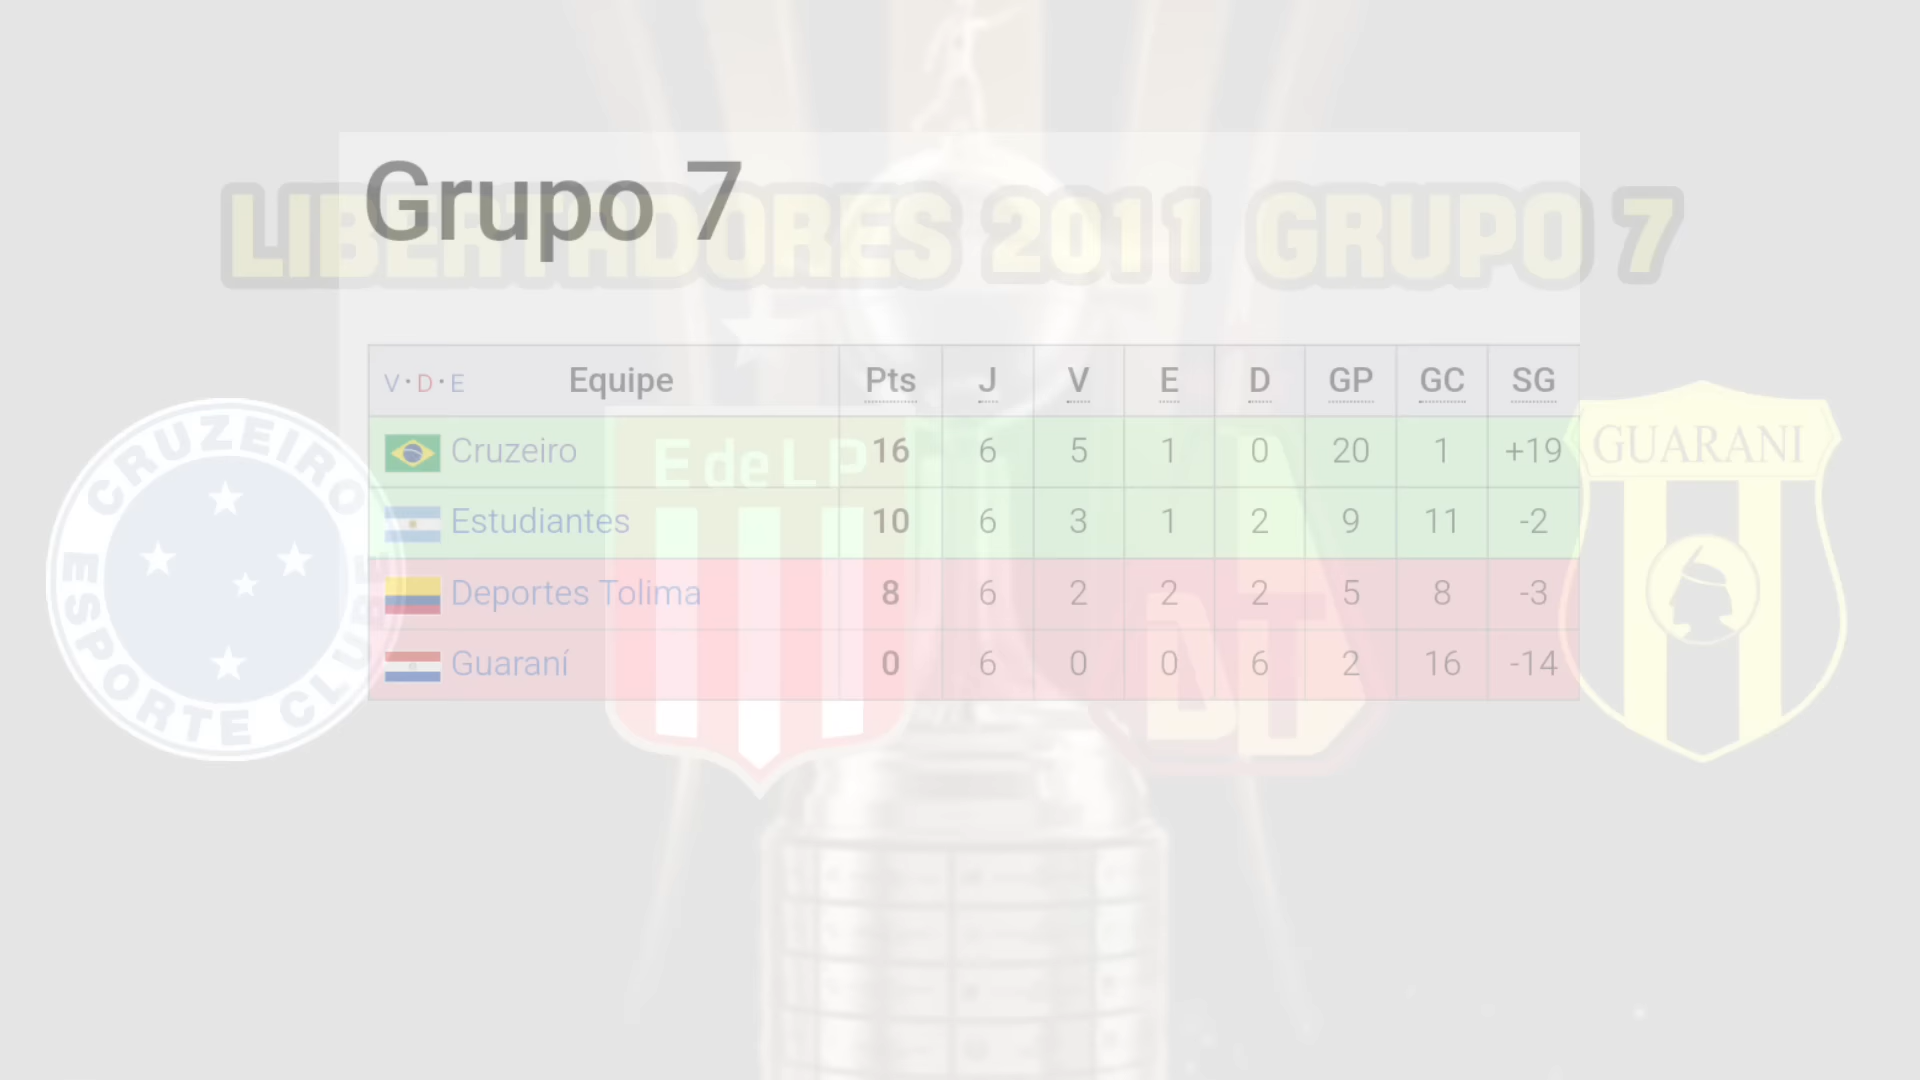 Grupo 7
LIBERTADORES 2011 GRUPO 7
V · D · E Equipe Pts J V E D GP GC SG
Cruzeiro 16 6 5 1 0 20 1 +19
Estudiantes 10 6 3 1 2 9 11 -2
Deportes Tolima 8 6 2 2 2 5 8 -3
Guaraní 0 6 0 0 6 2 16 -14
CRUZEIRO
ESPORTE CLUBE
E de L P
DT
GUARANI